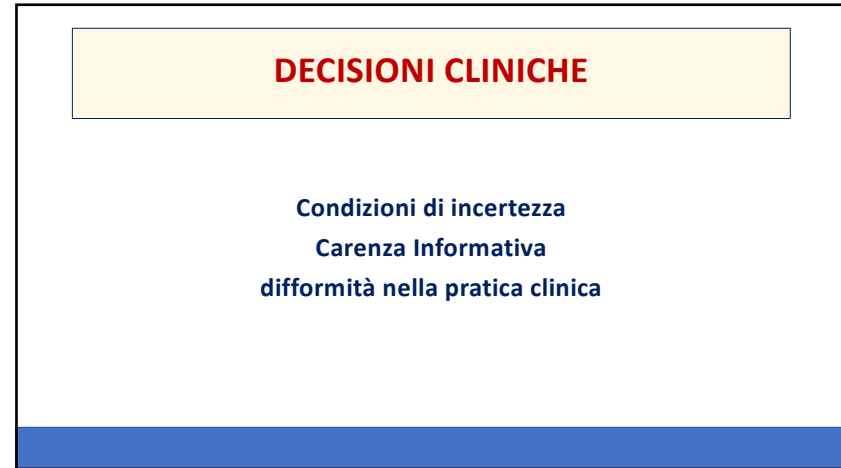 DECISIONI CLINICHE
Condizioni di incertezza
Carenza Informativa
difformità nella pratica clinica